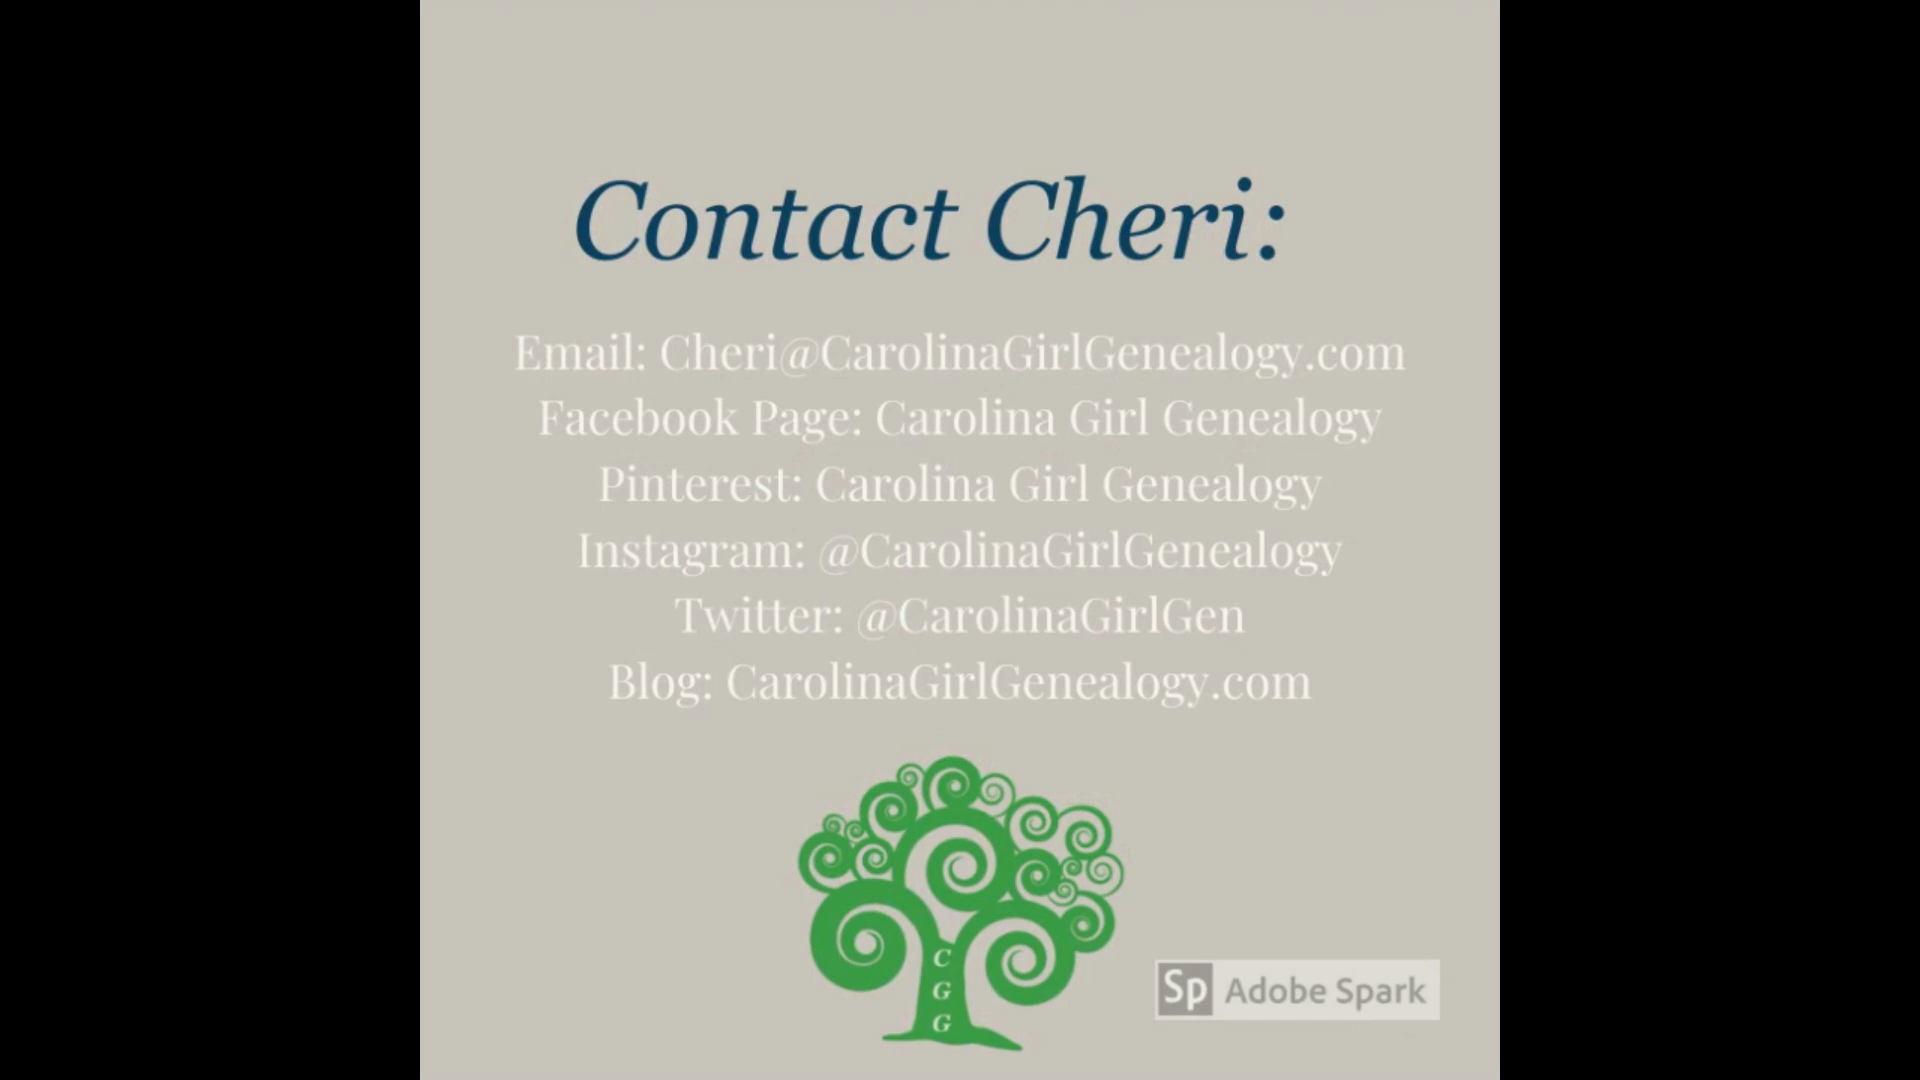 Contact Cheri:
Email: Cheri@CarolinaGirlGenealogy.com
Facebook Page: Carolina Girl Genealogy
Pinterest: Carolina Girl Genealogy
Instagram: @CarolinaGirlGenealogy
Twitter: @CarolinaGirlGen
Blog: CarolinaGirlGenealogy.com
C
G
G
Sp Adobe Spark